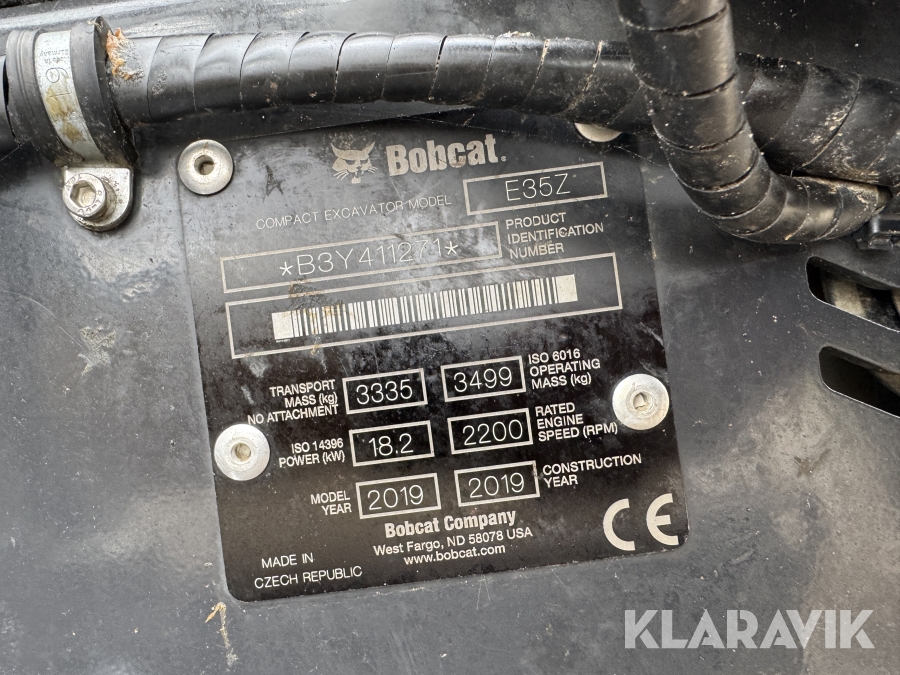 Bobcat.
COMPACT EXCAVATOR MODEL E35Z
*B3Y411271*
PRODUCT
IDENTIFICATION
NUMBER
TRANSPORT
MASS (kg)
NO ATTACHMENT
3335
3499
ISO 6016
OPERATING
MASS (kg)
ISO 14396
POWER (kW)
18.2
2200
RATED
ENGINE
SPEED (RPM)
MODEL
YEAR
2019
2019
CONSTRUCTION
YEAR
Bobcat Company
West Fargo, ND 58078 USA
www.bobcat.com
MADE IN
CZECH REPUBLIC
CE
KLARAVIK